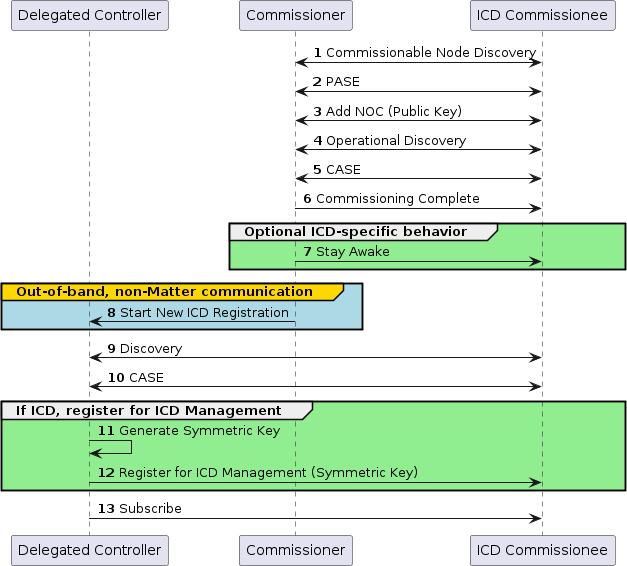 Delegated Controller
Commissioner
ICD Commissionee
1 Commissionable Node Discovery
2 PASE
3 Add NOC (Public Key)
4 Operational Discovery
5 CASE
6 Commissioning Complete
Optional ICD-specific behavior
7 Stay Awake
Out-of-band, non-Matter communication
8 Start New ICD Registration
9 Discovery
10 CASE
If ICD, register for ICD Management
11 Generate Symmetric Key
12 Register for ICD Management (Symmetric Key)
13 Subscribe
Delegated Controller
Commissioner
ICD Commissionee